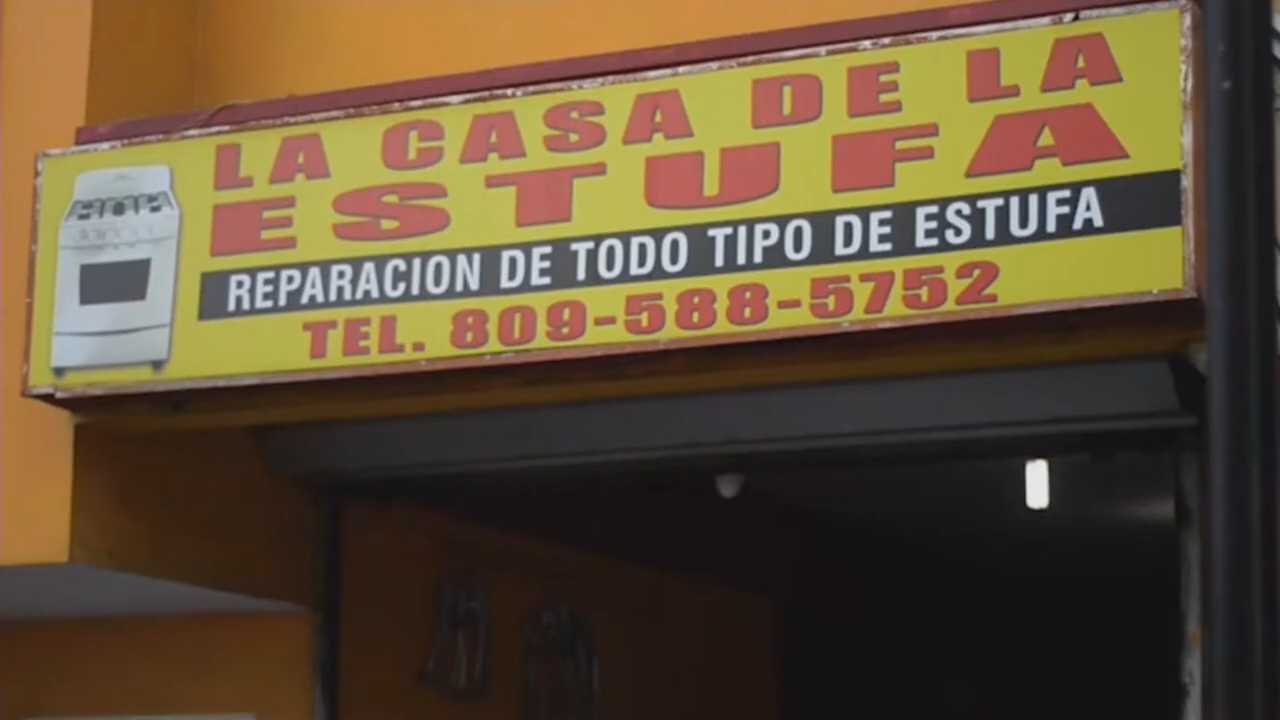 LA CASA DE LA
ESTUFA
REPARACION DE TODO TIPO DE ESTUFA
TEL. 809-588-5752